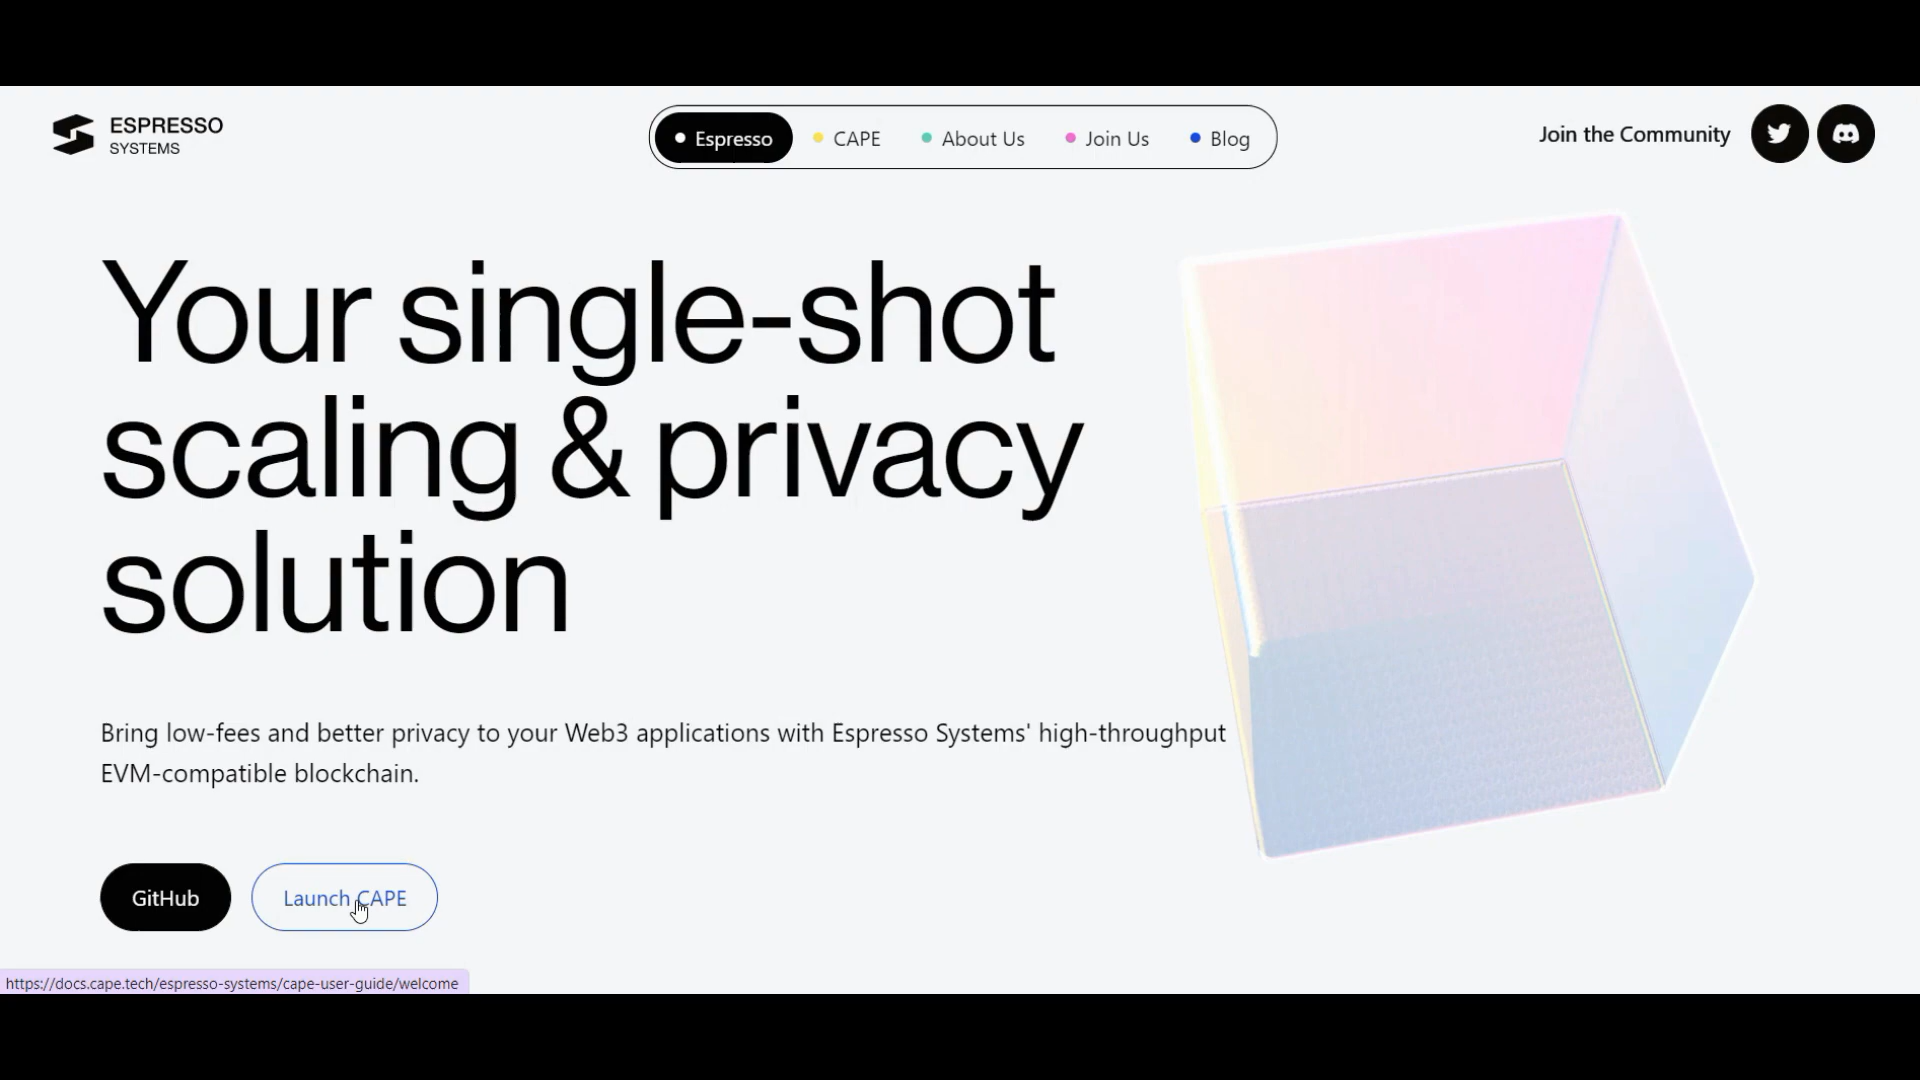 ESPRESSO
SYSTEMS
Espresso
CAPE
About Us
Join Us
Blog
Join the Community
Your single-shot
scaling & privacy
solution
Bring low-fees and better privacy to your Web3 applications with Espresso Systems' high-throughput
EVM-compatible blockchain.
GitHub
Launch CAPE
https://docs.cape.tech/espresso-systems/cape-user-guide/welcome